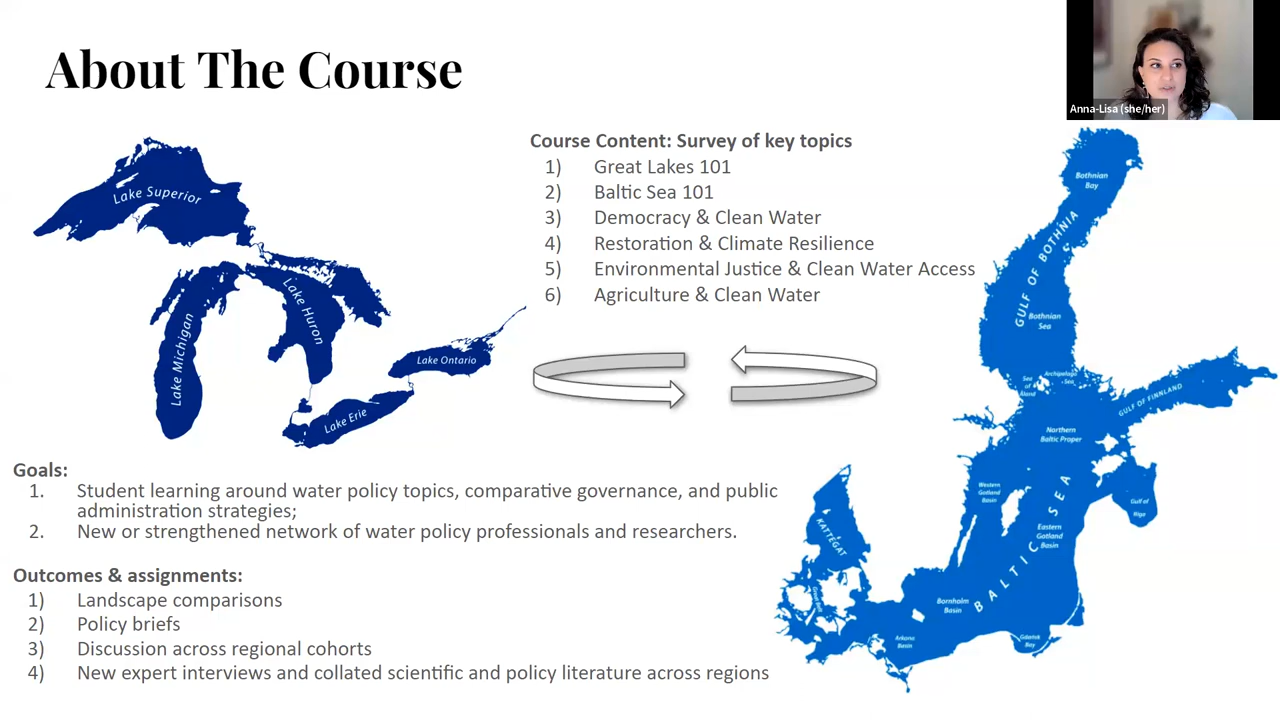 About The Course
Anna-Lisa (she/her)
Course Content: Survey of key topics
1) Great Lakes 101
2) Baltic Sea 101
3) Democracy & Clean Water
4) Restoration & Climate Resilience
5) Environmental Justice & Clean Water Access
6) Agriculture & Clean Water
Lake Superior
Lake Michigan
Lake Huron
Lake Ontario
Lake Erie
Goals:
1. Student learning around water policy topics, comparative governance, and public
administration strategies;
2. New or strengthened network of water policy professionals and researchers.
Outcomes & assignments:
1) Landscape comparisons
2) Policy briefs
3) Discussion across regional cohorts
4) New expert interviews and collated scientific and policy literature across regions
Bothnian
Bay
GULF OF BOTHNIA
Bothnian
Sea
Sea
of
Aland
Archipelago
Sea
GULF OF FINNLAND
Northern
Baltic Proper
Western
Gotland
Basin
Gulf of
Riga
Eastern
Gotland
Basin
BALTIC SEA
KATTEGAT
Bornholm
Basin
Arkona
Basin
Gdansk
Bay